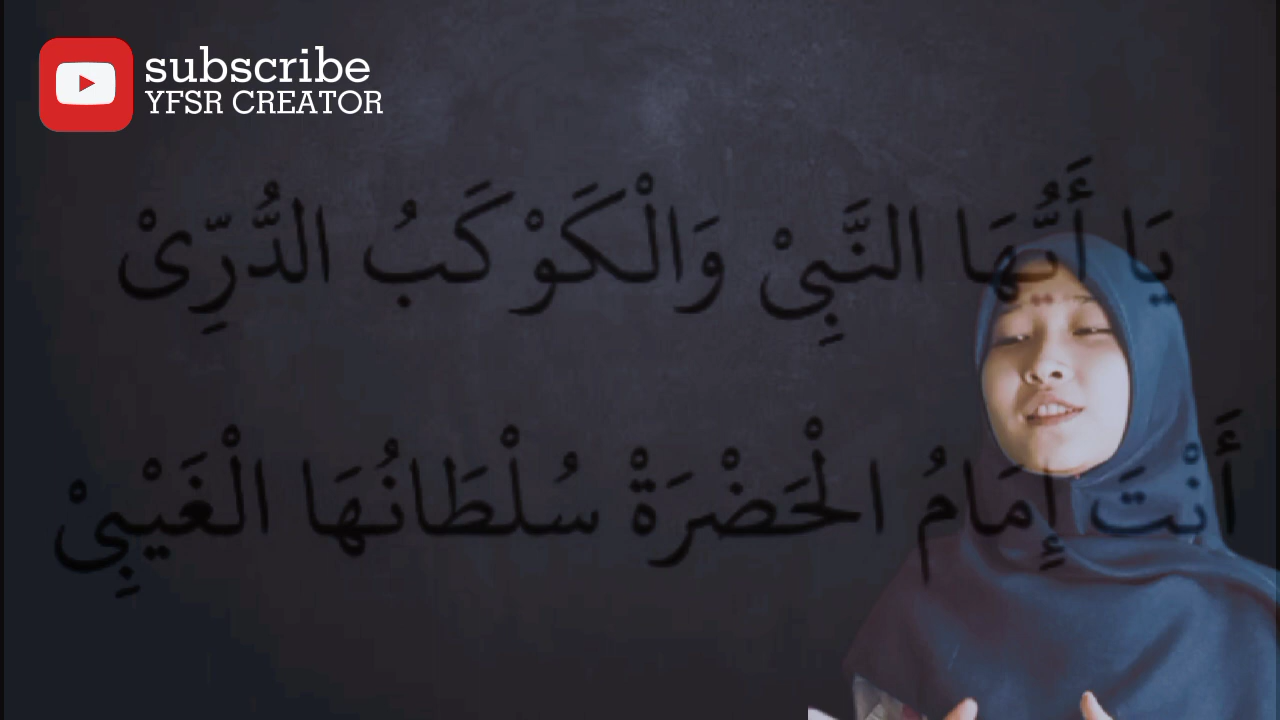 subscribe
YFSR CREATOR
يَا أَيُّهَا النَّبِىْ وَالْكَوْكَبُ الدُّرِّىْ
أَنْتَ إِمَامُ الْحَضْرَةْ سُلْطَانُهَا الْغَيْبِىْ